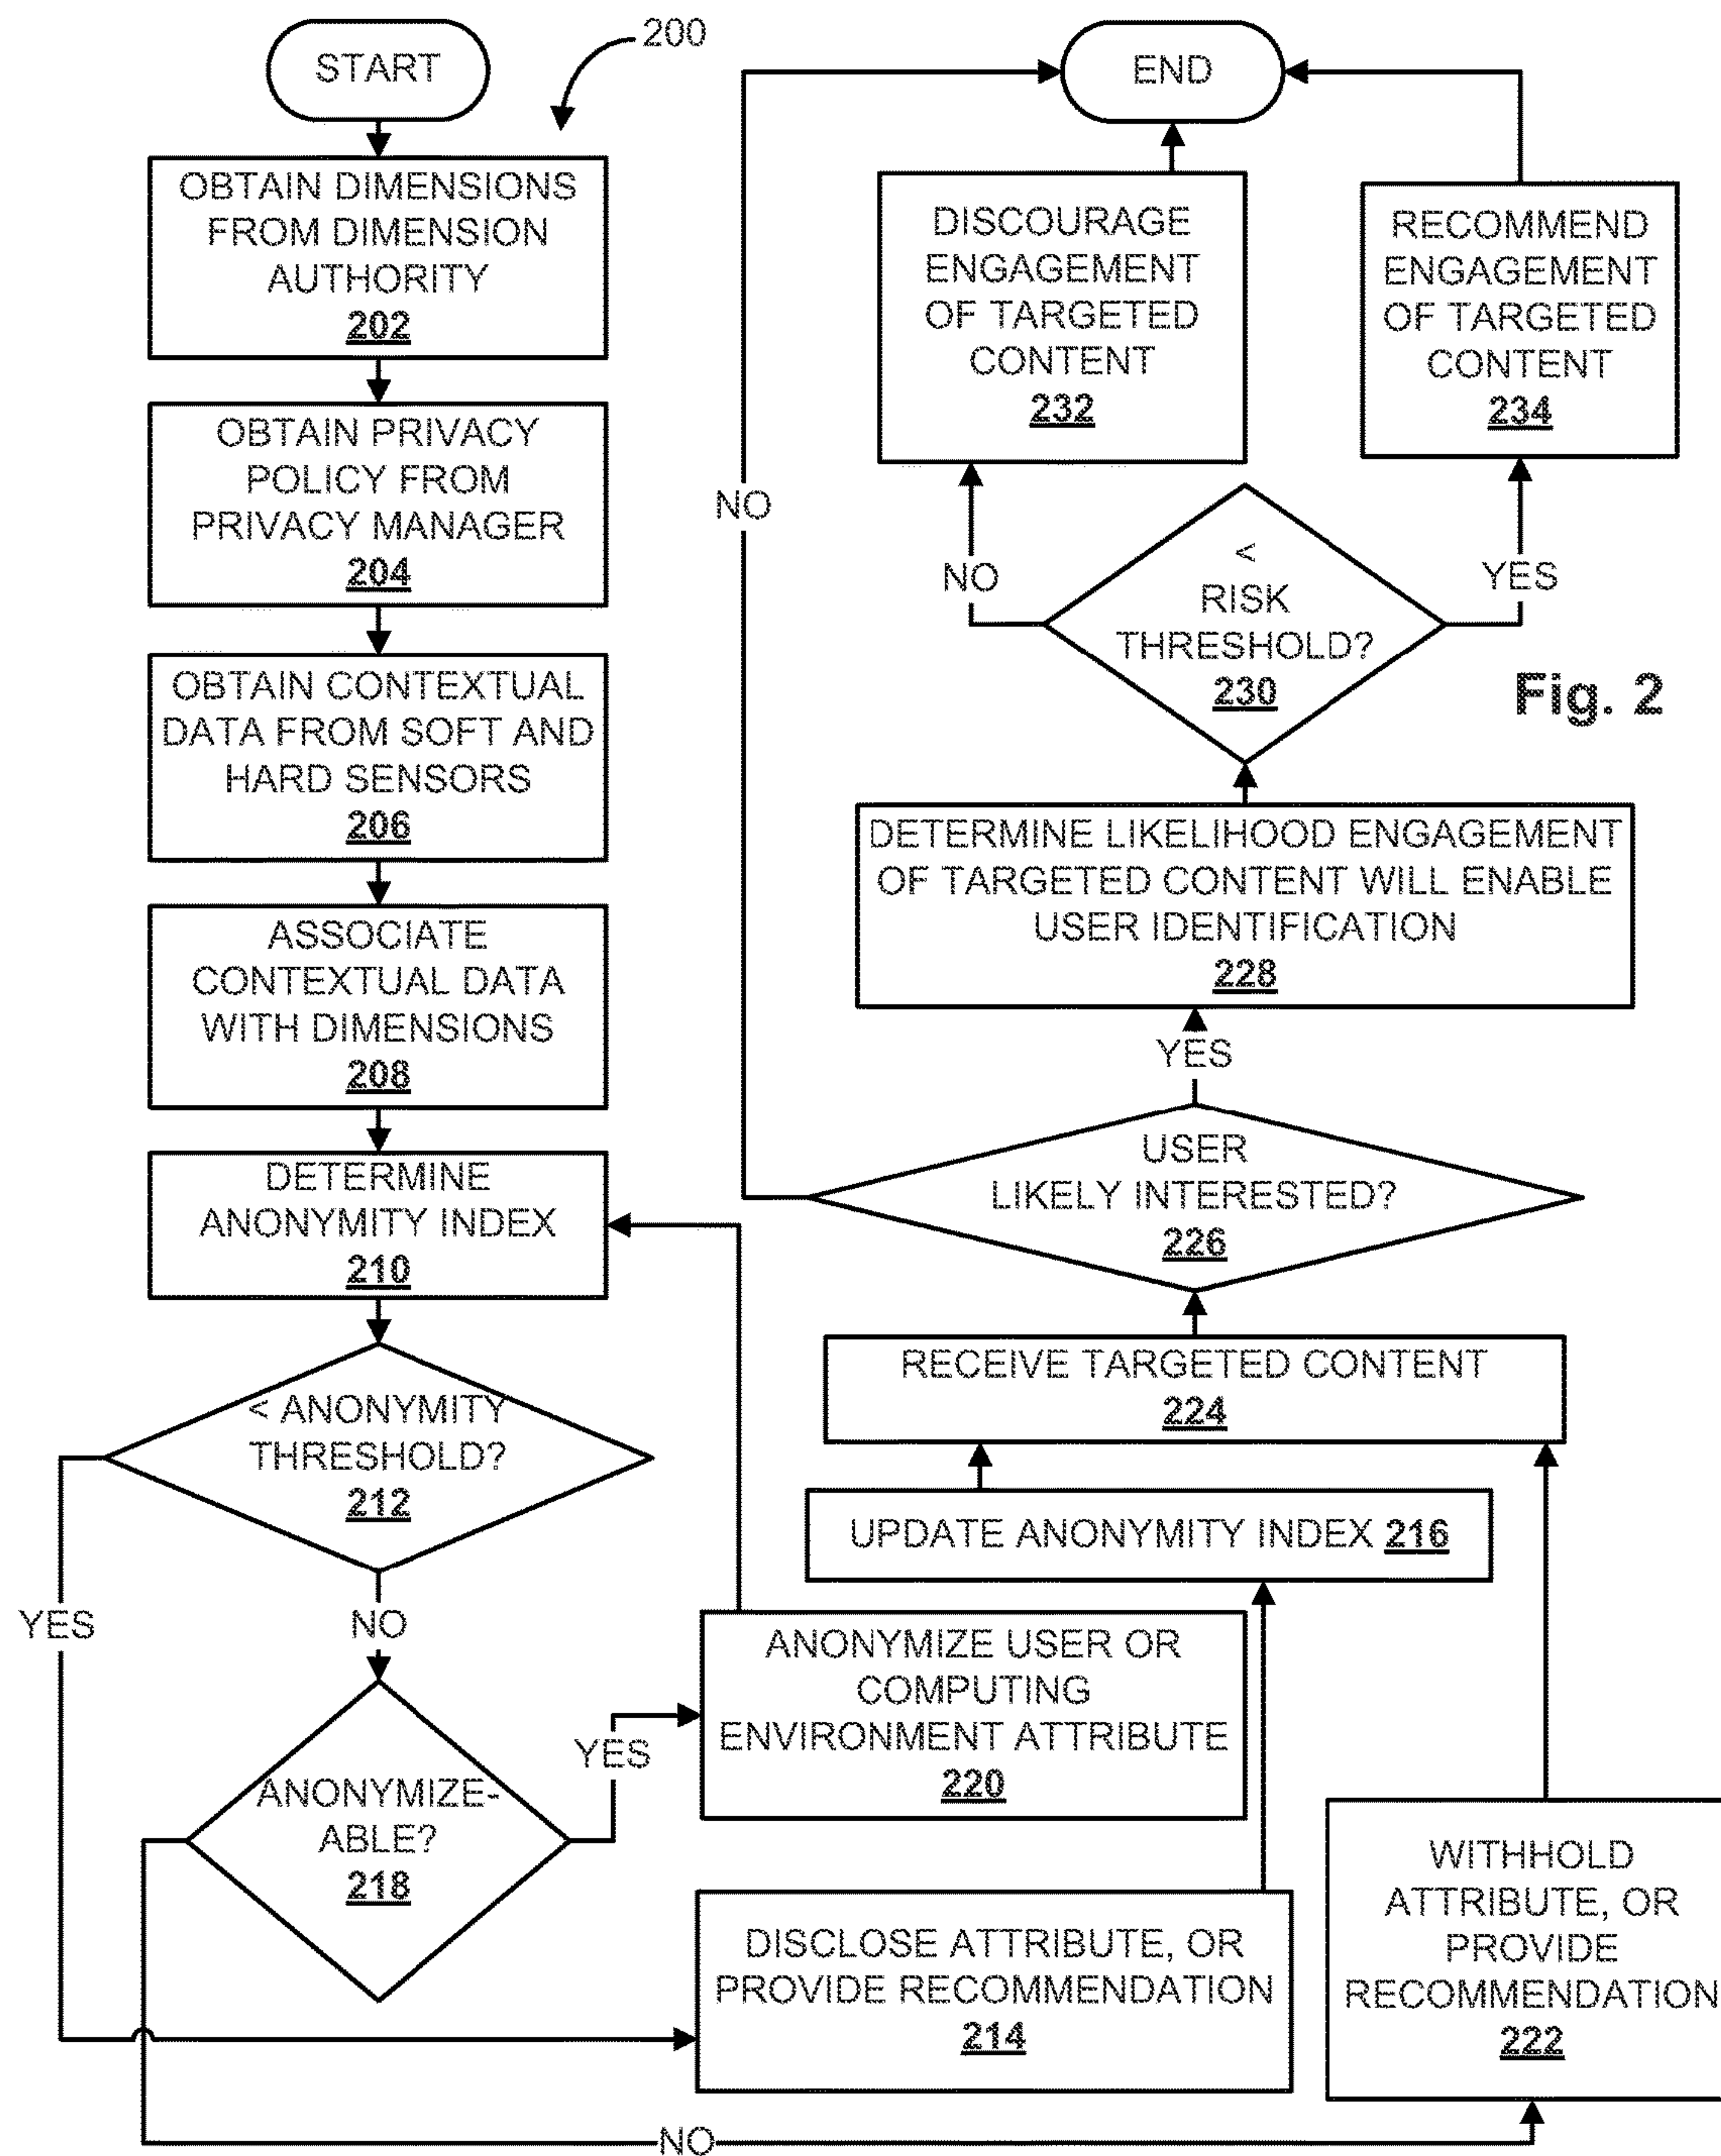 START
200
OBTAIN DIMENSIONS
FROM DIMENSION
AUTHORITY
202
OBTAIN PRIVACY
POLICY FROM
PRIVACY MANAGER
204
OBTAIN CONTEXTUAL
DATA FROM SOFT AND
HARD SENSORS
206
ASSOCIATE
CONTEXTUAL DATA
WITH DIMENSIONS
208
DETERMINE
ANONYMITY INDEX
210
< ANONYMITY
THRESHOLD?
212
YES
NO
ANONYMIZE-
ABLE?
218
YES
NO
ANONYMIZE USER OR
COMPUTING
ENVIRONMENT ATTRIBUTE
220
DISCLOSE ATTRIBUTE, OR
PROVIDE RECOMMENDATION
214
WITHHOLD
ATTRIBUTE, OR
PROVIDE
RECOMMENDATION
222
UPDATE ANONYMITY INDEX 216
RECEIVE TARGETED CONTENT
224
USER
LIKELY INTERESTED?
226
NO
YES
DETERMINE LIKELIHOOD ENGAGEMENT
OF TARGETED CONTENT WILL ENABLE
USER IDENTIFICATION
228
<
RISK
THRESHOLD?
230
NO
YES
DISCOURAGE
ENGAGEMENT
OF TARGETED
CONTENT
232
RECOMMEND
ENGAGEMENT
OF TARGETED
CONTENT
234
END
Fig. 2